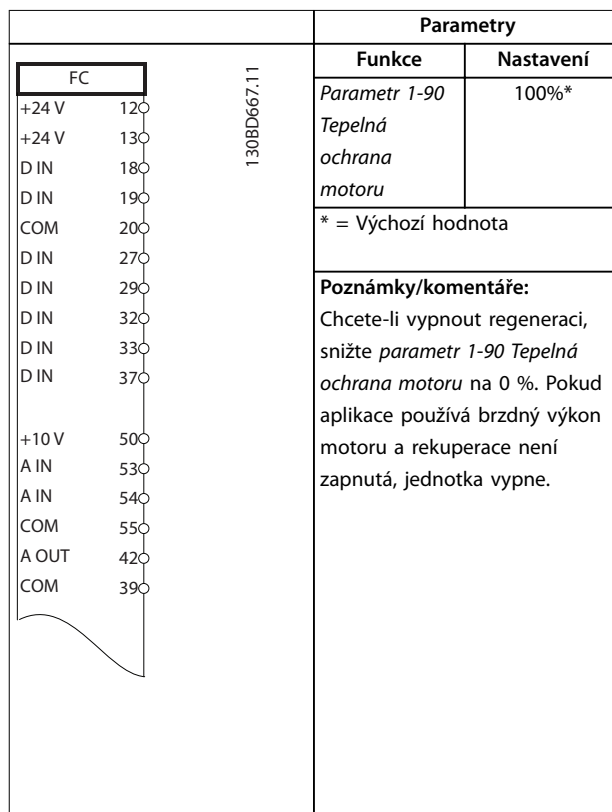 FC
+24 V 12
+24 V 13
D IN 18
D IN 19
COM 20
D IN 27
D IN 29
D IN 32
D IN 33
D IN 37
+10 V 50
A IN 53
A IN 54
COM 55
A OUT 42
COM 39
130BD667.11
Parametry
Funkce Nastavení
Parametr 1-90 100%*
Tepelná
ochrana
motoru
* = Výchozí hodnota
Poznámky/komentáře:
Chcete-li vypnout regeneraci,
snižte parametr 1-90 Tepelná
ochrana motoru na 0 %. Pokud
aplikace používá brzdný výkon
motoru a rekuperace není
zapnutá, jednotka vypne.